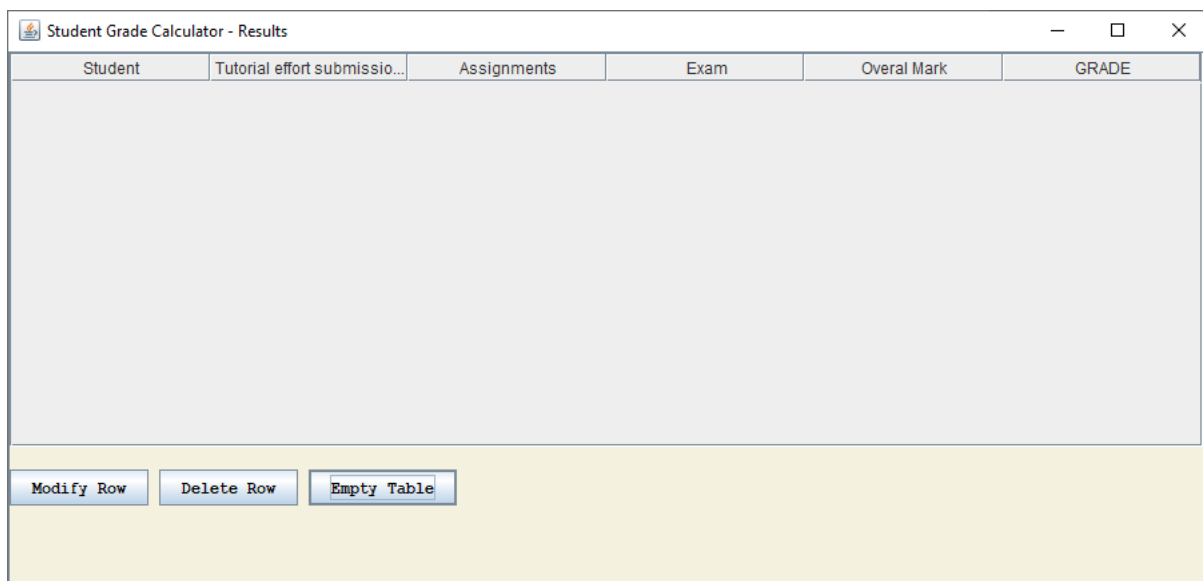 Student Grade Calculator - Results
Student Tutorial effort submissio... Assignments Exam Overal Mark GRADE
Modify Row Delete Row Empty Table